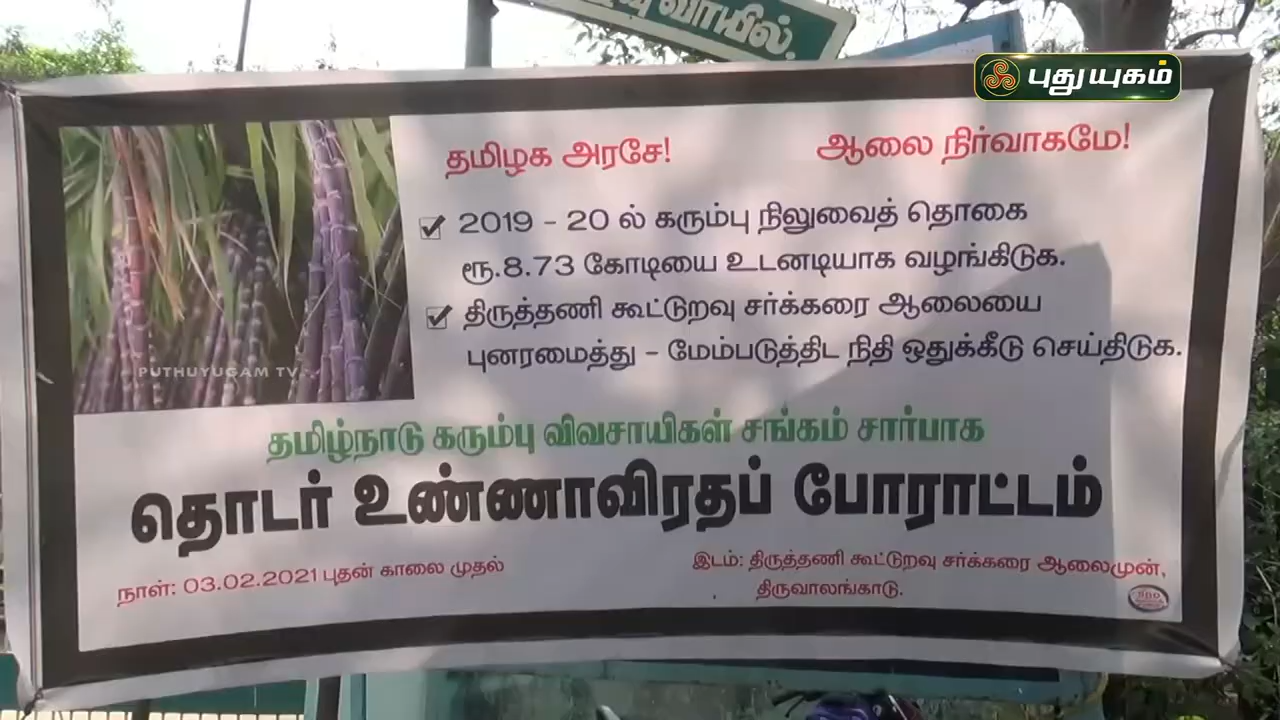 வாயில்.
புதுயுகம்
தமிழக அரசே! ஆலை நிர்வாகமே!
2019 - 20 ல் கரும்பு நிலுவைத் தொகை
ரூ.8.73 கோடியை உடனடியாக வழங்கிடுக.
திருத்தணி கூட்டுறவு சர்க்கரை ஆலையை
புனரமைத்து - மேம்படுத்திட நிதி ஒதுக்கீடு செய்திடுக.
PUTHUYUGAM TV
தமிழ்நாடு கரும்பு விவசாயிகள் சங்கம் சார்பாக
தொடர் உண்ணாவிரதப் போராட்டம்
நாள்: 03.02.2021 புதன் காலை முதல்
இடம்: திருத்தணி கூட்டுறவு சர்க்கரை ஆலைமுன்,
திருவாலங்காடு.